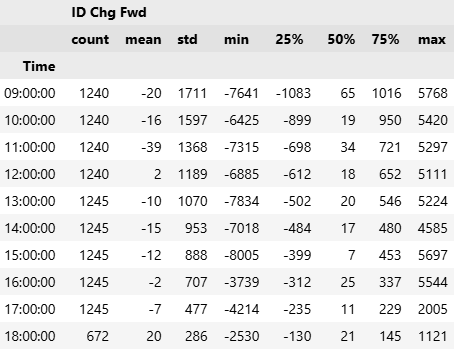 ID Chg Fwd
count mean std min 25% 50% 75% max
Time
09:00:00 1240 -20 1711 -7641 -1083 65 1016 5768
10:00:00 1240 -16 1597 -6425 -899 19 950 5420
11:00:00 1240 -39 1368 -7315 -698 34 721 5297
12:00:00 1240 2 1189 -6885 -612 18 652 5111
13:00:00 1245 -10 1070 -7834 -502 20 546 5224
14:00:00 1245 -15 953 -7018 -484 17 480 4585
15:00:00 1245 -12 888 -8005 -399 7 453 5697
16:00:00 1245 -2 707 -3739 -312 25 337 5544
17:00:00 1245 -7 477 -4214 -235 11 229 2005
18:00:00 672 20 286 -2530 -130 21 145 1121